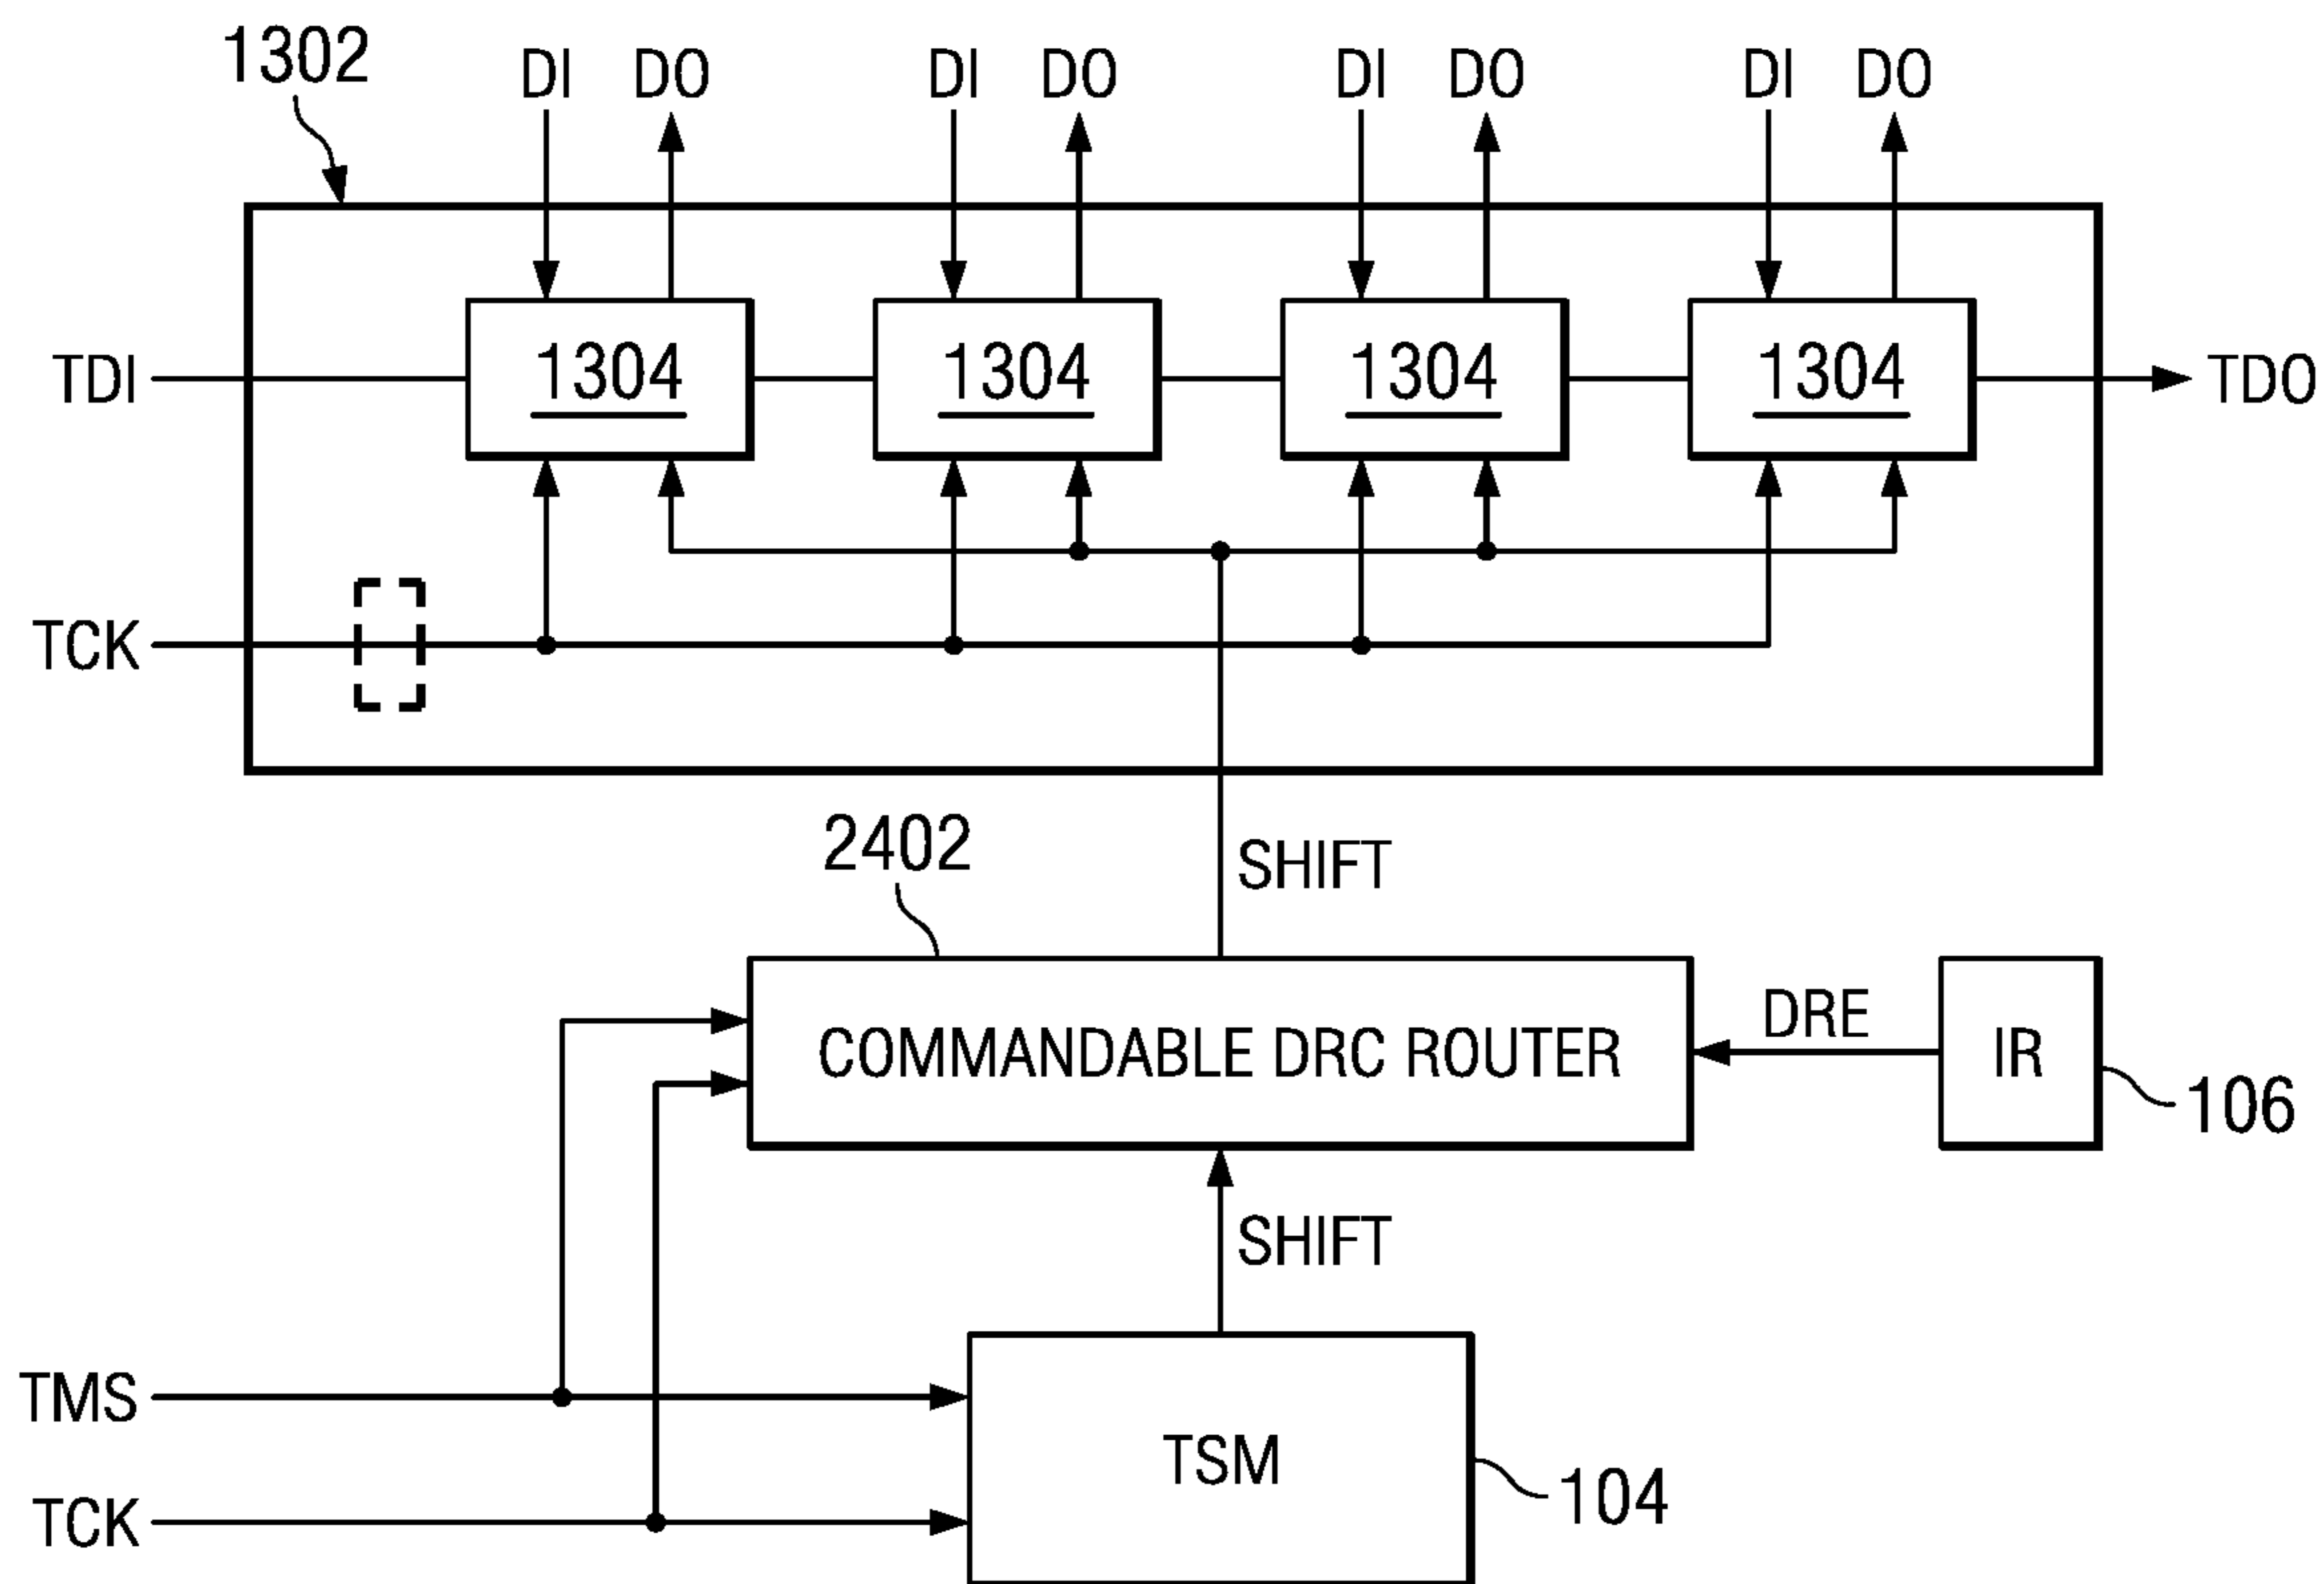 1302
DI DO DI DO DI DO DI DO
TDI 1304 1304 1304 1304 TDO
TCK
2402
SHIFT
COMMANDABLE DRC ROUTER
DRE
IR
106
SHIFT
TMS
TSM
104
TCK